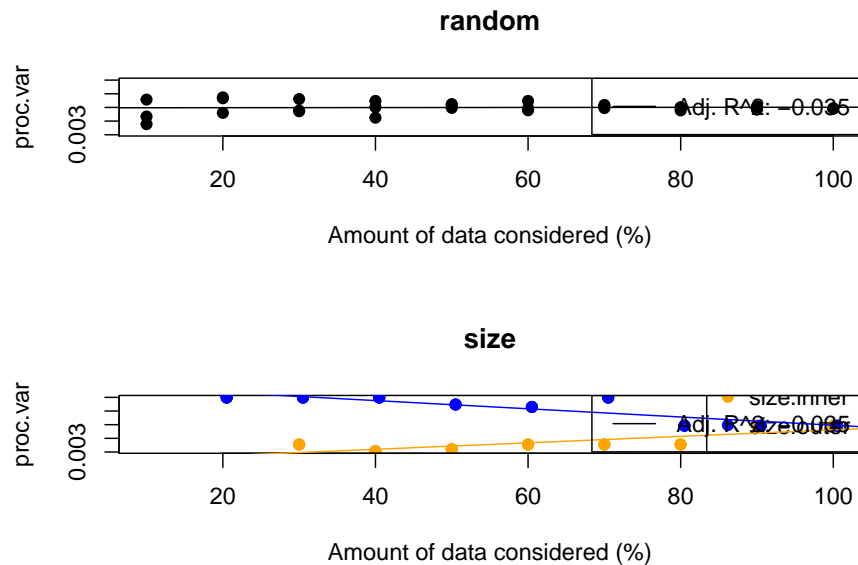 random
proc.var
0.003
Adj. R^2: −0.035
20 40 60 80 100
Amount of data considered (%)
size
proc.var
0.003
size.inner
size.outer
Adj. R^2: −0.035
20 40 60 80 100
Amount of data considered (%)